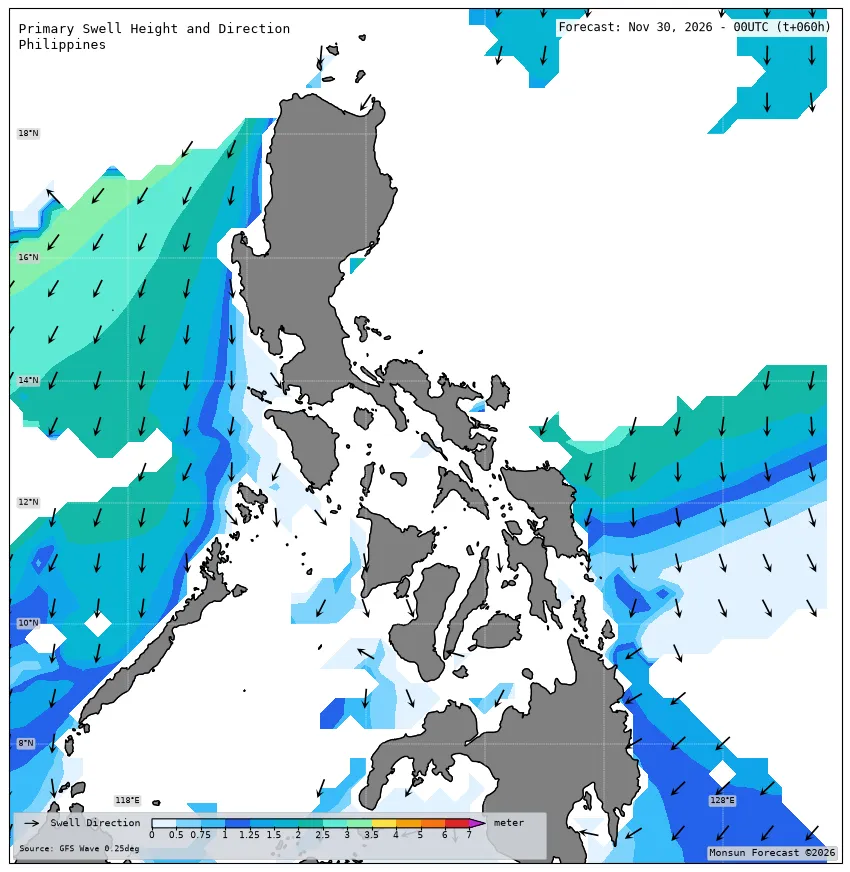 Primary Swell Height and Direction
Philippines
Forecast: Nov 30, 2026 - 00UTC (t+060h)
18°N
16°N
14°N
12°N
10°N
8°N
118°E
128°E
Swell Direction
meter
0 0.5 0.75 1 1.25 1.5 2 2.5 3 3.5 4 5 6 7
Source: GFS Wave 0.25deg
Monsun Forecast ©2026